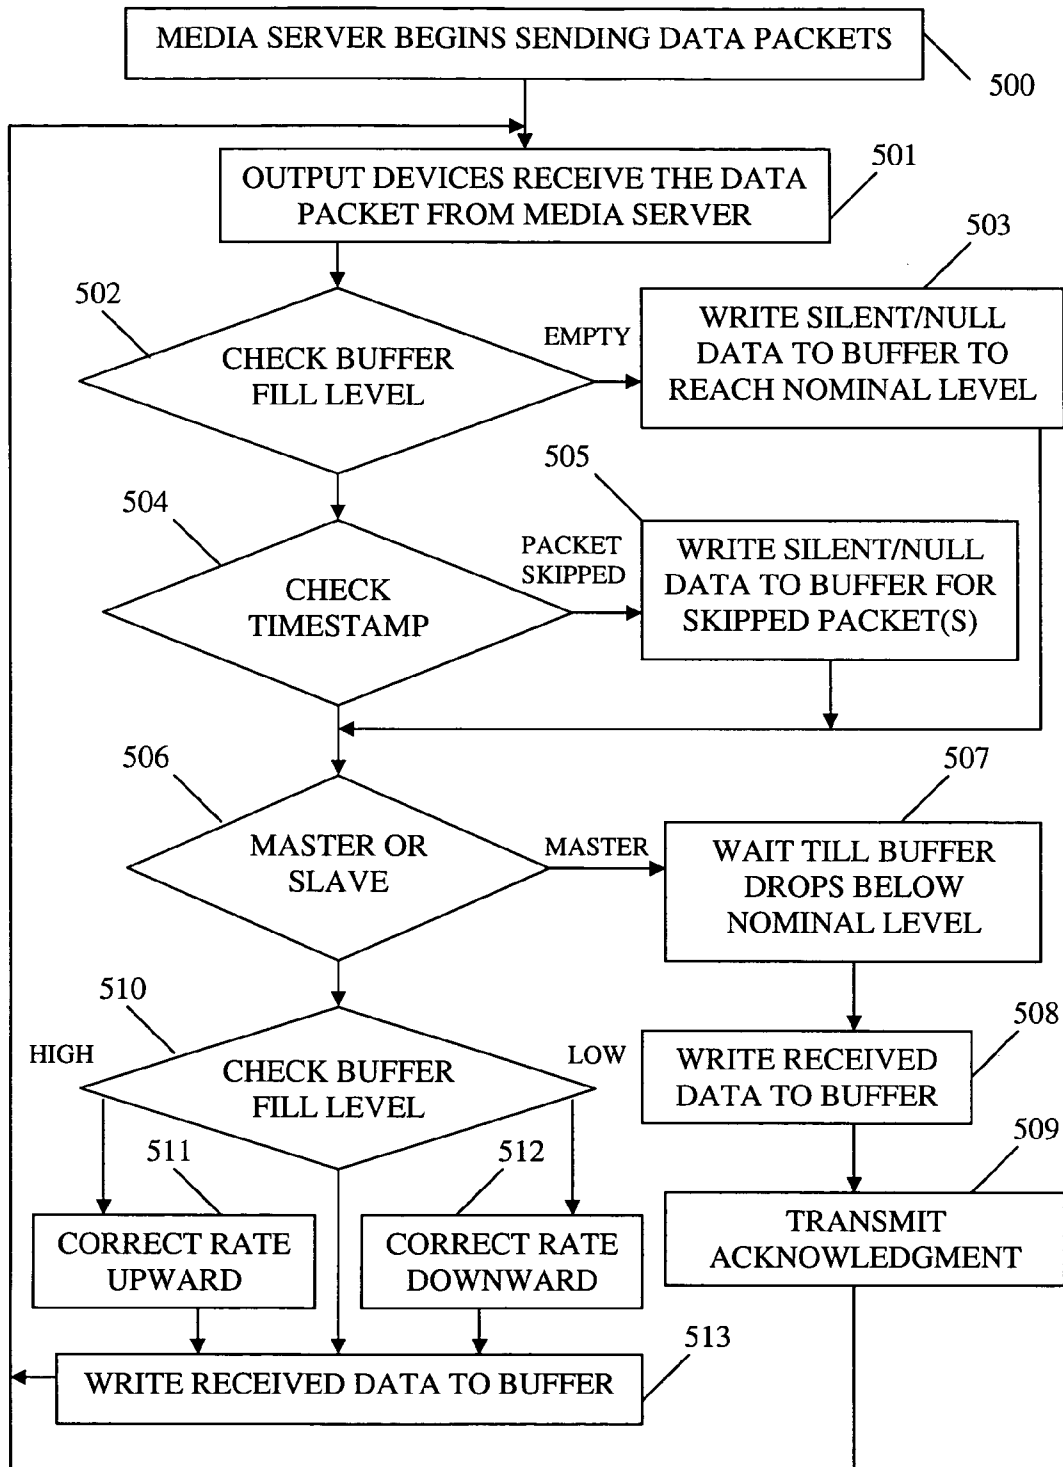 MEDIA SERVER BEGINS SENDING DATA PACKETS
500
OUTPUT DEVICES RECEIVE THE DATA
PACKET FROM MEDIA SERVER
501
502
CHECK BUFFER
FILL LEVEL
EMPTY
503
WRITE SILENT/NULL
DATA TO BUFFER TO
REACH NOMINAL LEVEL
504
CHECK
TIMESTAMP
PACKET
SKIPPED
505
WRITE SILENT/NULL
DATA TO BUFFER FOR
SKIPPED PACKET(S)
506
MASTER OR
SLAVE
MASTER
507
WAIT TILL BUFFER
DROPS BELOW
NOMINAL LEVEL
508
WRITE RECEIVED
DATA TO BUFFER
509
TRANSMIT
ACKNOWLEDGMENT
510
HIGH
CHECK BUFFER
FILL LEVEL
LOW
511
CORRECT RATE
UPWARD
512
CORRECT RATE
DOWNWARD
513
WRITE RECEIVED DATA TO BUFFER